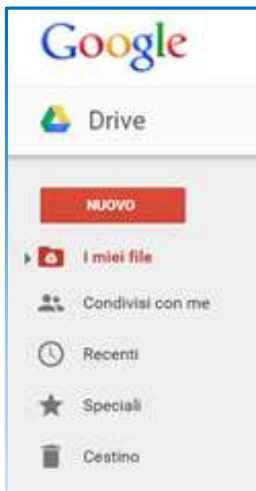 Google
Drive
NUOVO
I miei file
Condivisi con me
Recenti
Speciali
Cestino